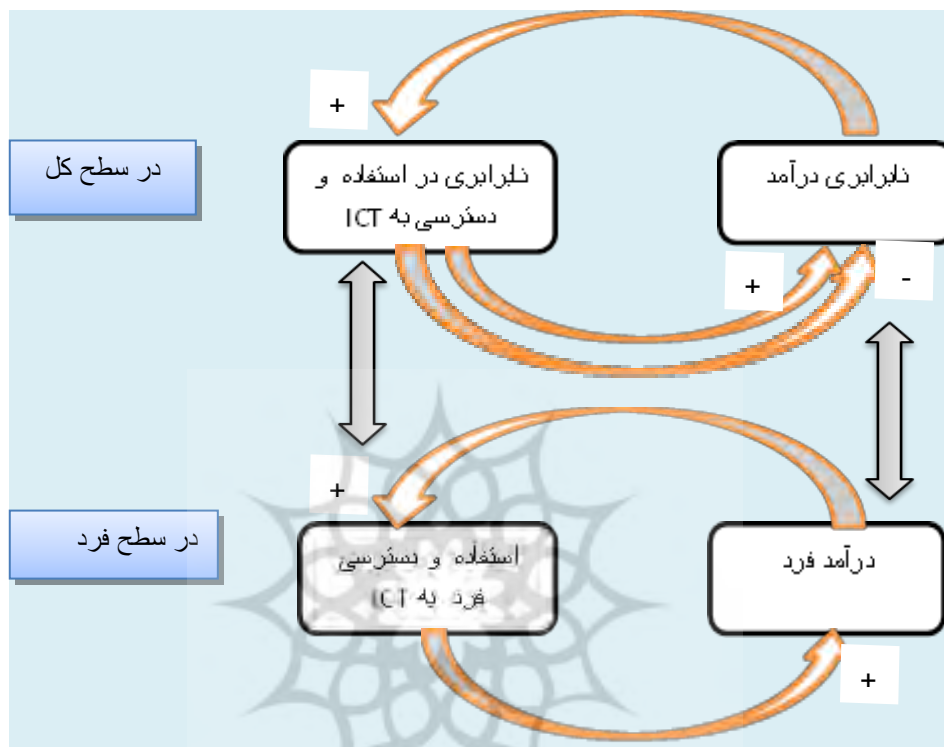 +
در سطح کل
نابرابری در استفاده و
دسترسی به ICT
نابرابری درآمد
+
-
+
در سطح فرد
استفاده و دسترسی
فرد به ICT
درآمد فرد
+